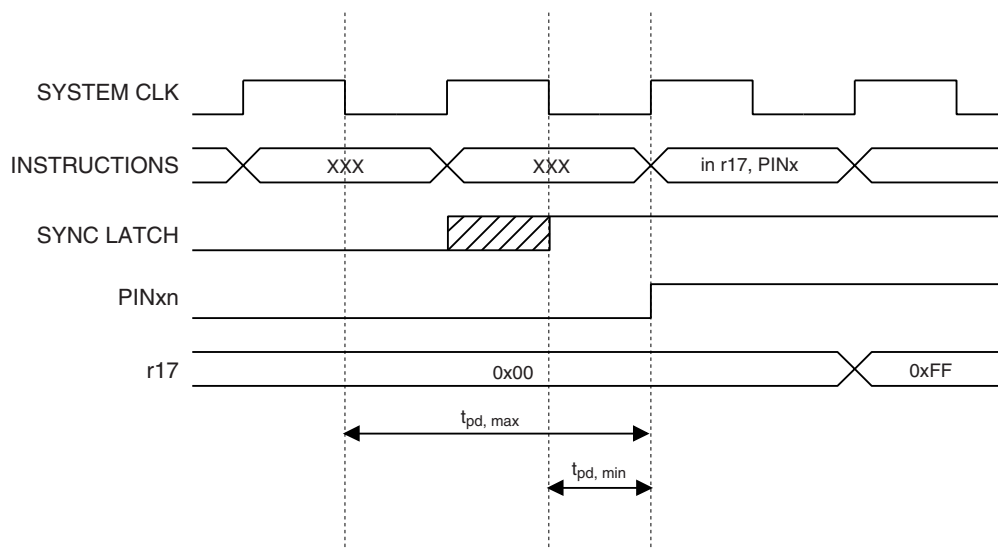 SYSTEM CLK
INSTRUCTIONS XXX XXX in r17, PINx
SYNC LATCH
PINxn
r17 0x00 0xFF
tpd, max
tpd, min